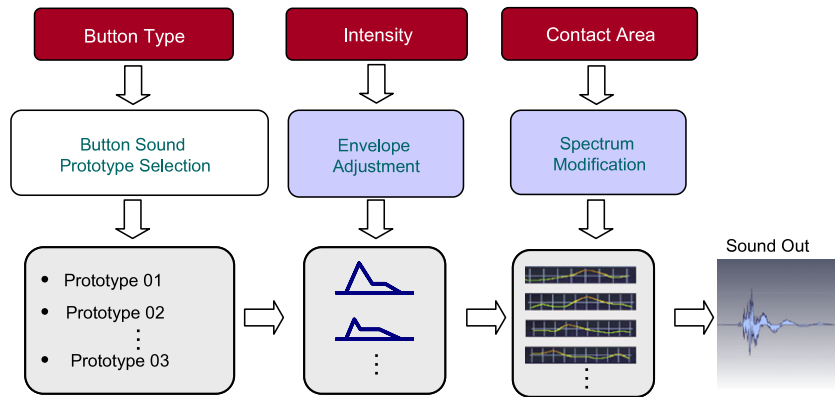 Button Type
Intensity
Contact Area
Button Sound
Prototype Selection
Envelope
Adjustment
Spectrum
Modification
• Prototype 01
• Prototype 02
• Prototype 03
Sound Out